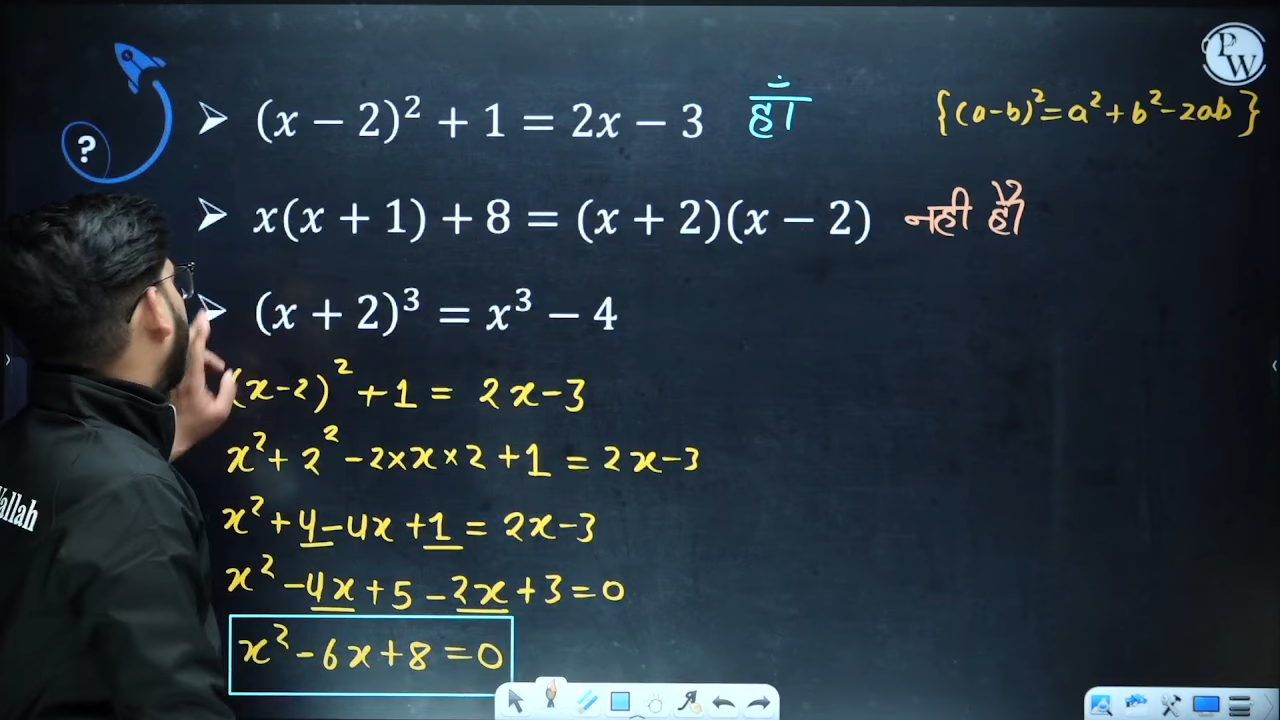 PW
?
(x − 2)² + 1 = 2x − 3 हां {(a-b)² = a² + b² - 2ab}
x(x + 1) + 8 = (x + 2)(x − 2) नही है
(x + 2)³ = x³ − 4
(x-2)² + 1 = 2x-3
x² + 2² - 2×x×2 + 1 = 2x-3
x² + 4 - 4x + 1 = 2x-3
x² - 4x + 5 - 2x + 3 = 0
x² - 6x + 8 = 0